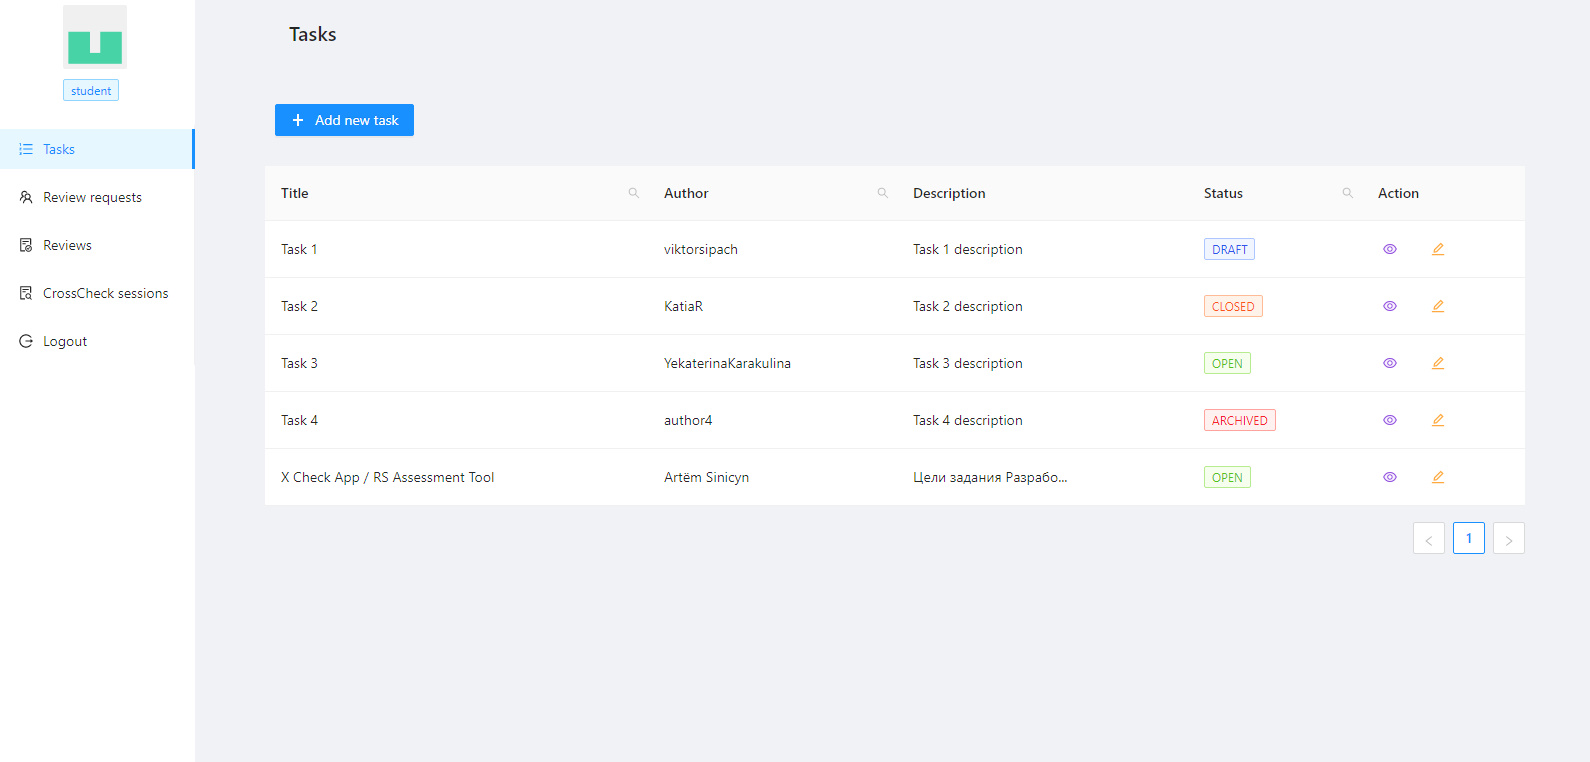 student
Tasks
Review requests
Reviews
CrossCheck sessions
Logout
Tasks
Add new task
Title Author Description Status Action
Task 1 viktorsipach Task 1 description DRAFT
Task 2 KatiaR Task 2 description CLOSED
Task 3 YekaterinaKarakulina Task 3 description OPEN
Task 4 author4 Task 4 description ARCHIVED
X Check App / RS Assessment Tool Artëm Sinicyn Цели задания Разрабо... OPEN
< 1 >